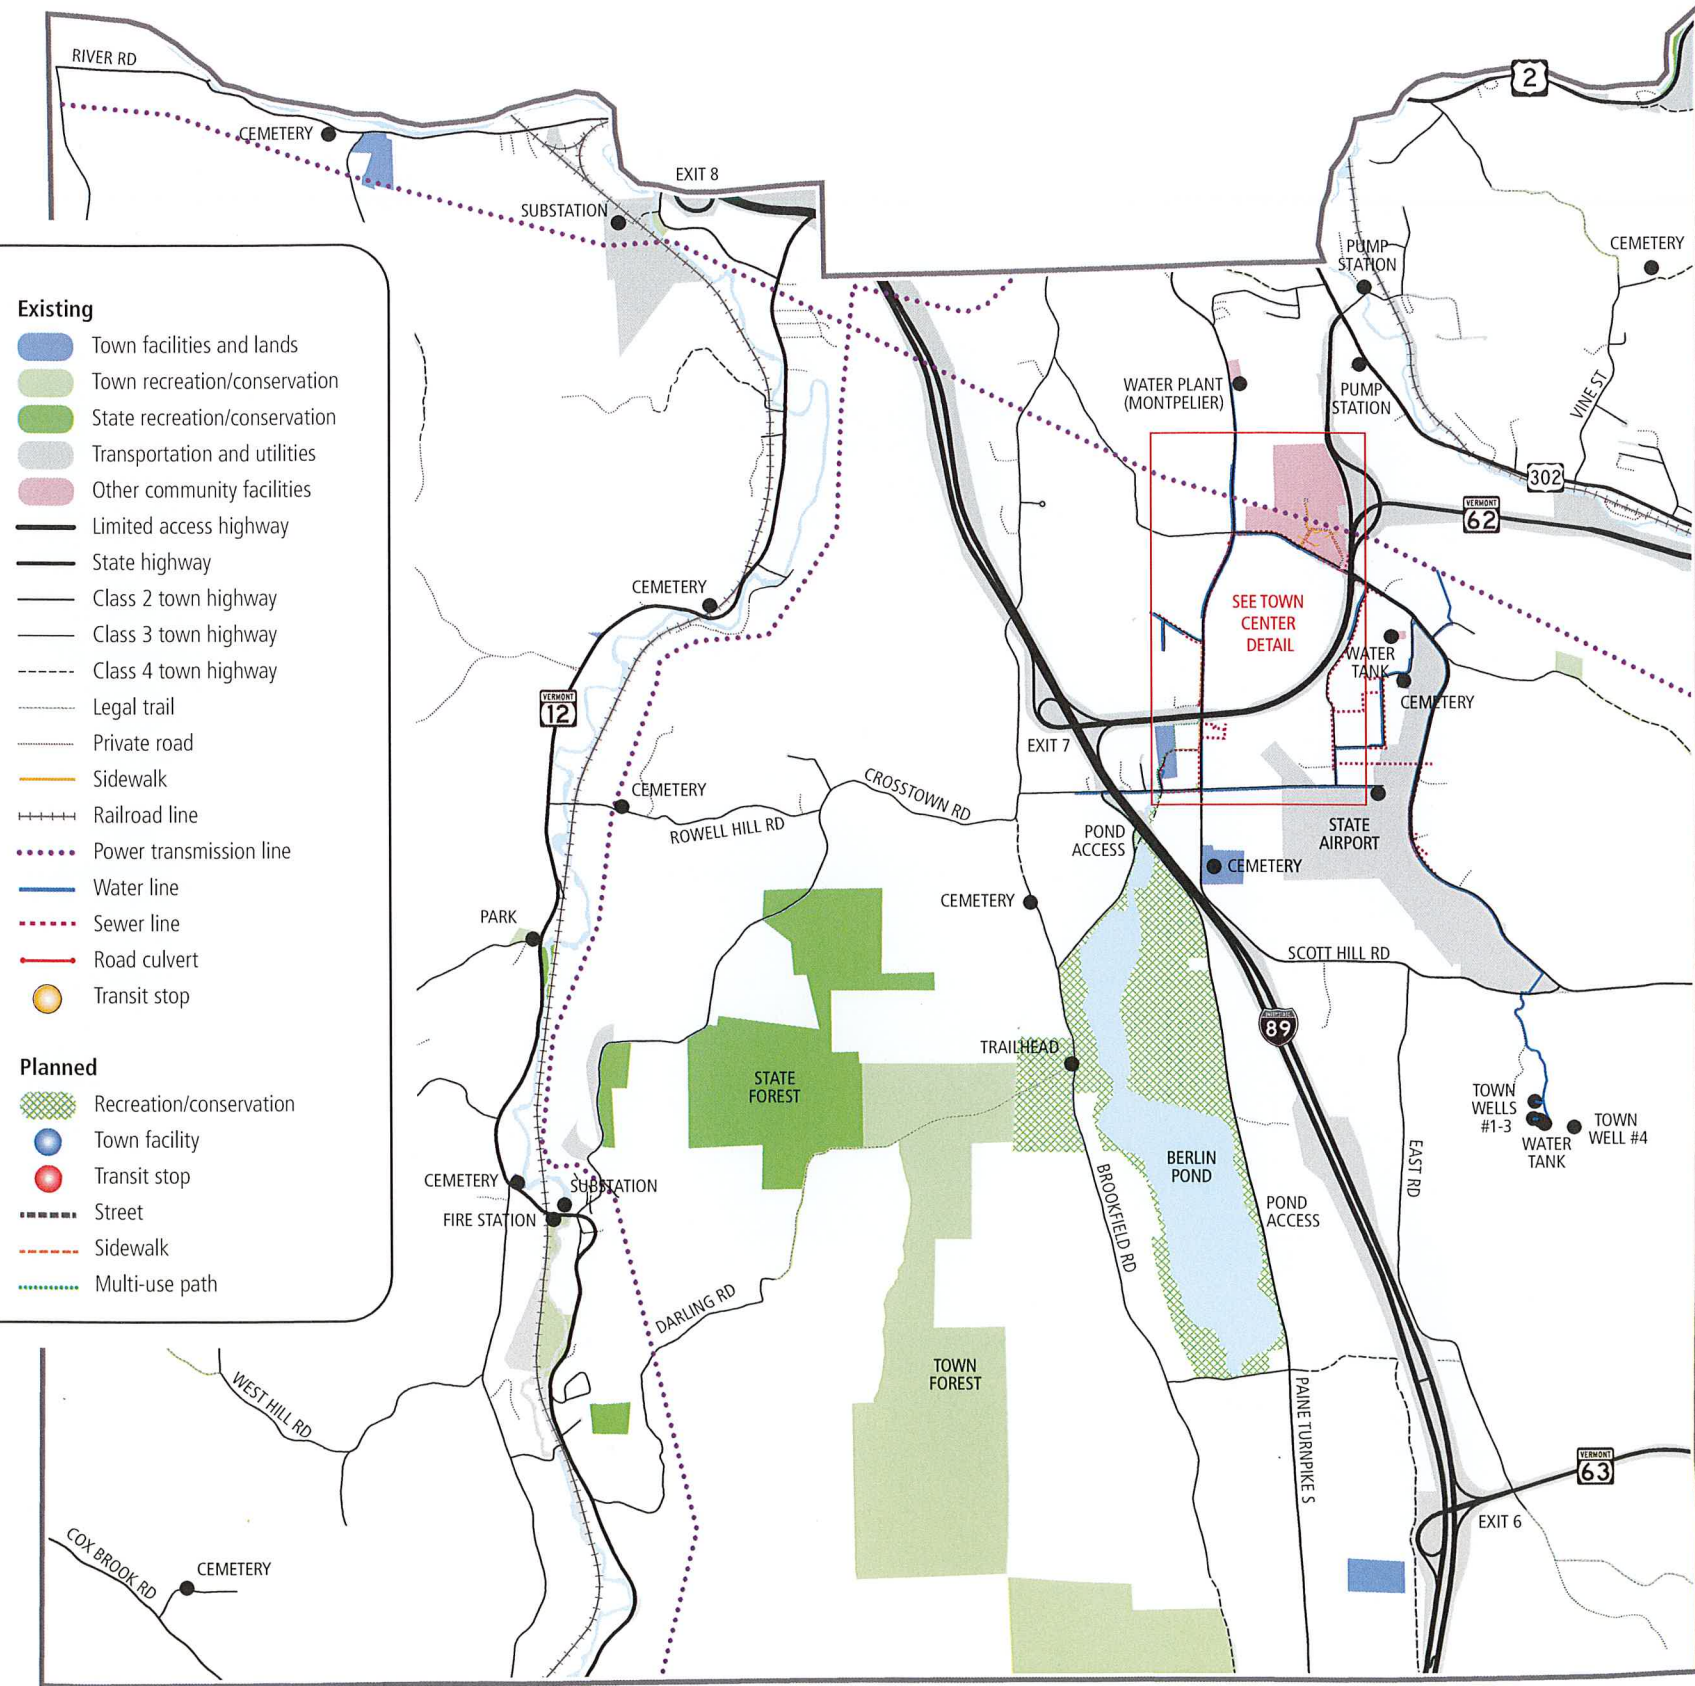 RIVER RD
CEMETERY
EXIT 8
SUBSTATION
2
PUMP
STATION
CEMETERY
WATER PLANT
(MONTPELIER)
PUMP
STATION
VINE ST
302
VERMONT
62
Existing
Town facilities and lands
Town recreation/conservation
State recreation/conservation
Transportation and utilities
Other community facilities
Limited access highway
State highway
Class 2 town highway
Class 3 town highway
Class 4 town highway
Legal trail
Private road
Sidewalk
Railroad line
Power transmission line
Water line
Sewer line
Road culvert
Transit stop
Planned
Recreation/conservation
Town facility
Transit stop
Street
Sidewalk
Multi-use path
CEMETERY
SEE TOWN
CENTER
DETAIL
WATER
TANK
CEMETERY
VERMONT
12
EXIT 7
CEMETERY
CROSSTOWN RD
ROWELL HILL RD
POND
ACCESS
STATE
AIRPORT
CEMETERY
CEMETERY
PARK
SCOTT HILL RD
INTERSTATE
89
TRAILHEAD
STATE
FOREST
TOWN
WELLS
#1-3
TOWN
WELL #4
WATER
TANK
BERLIN
POND
EAST RD
CEMETERY
SUBSTATION
FIRE STATION
BROOKFIELD RD
POND
ACCESS
DARLING RD
TOWN
FOREST
WEST HILL RD
PAINE TURNPIKE S
VERMONT
63
EXIT 6
COX BROOK RD
CEMETERY